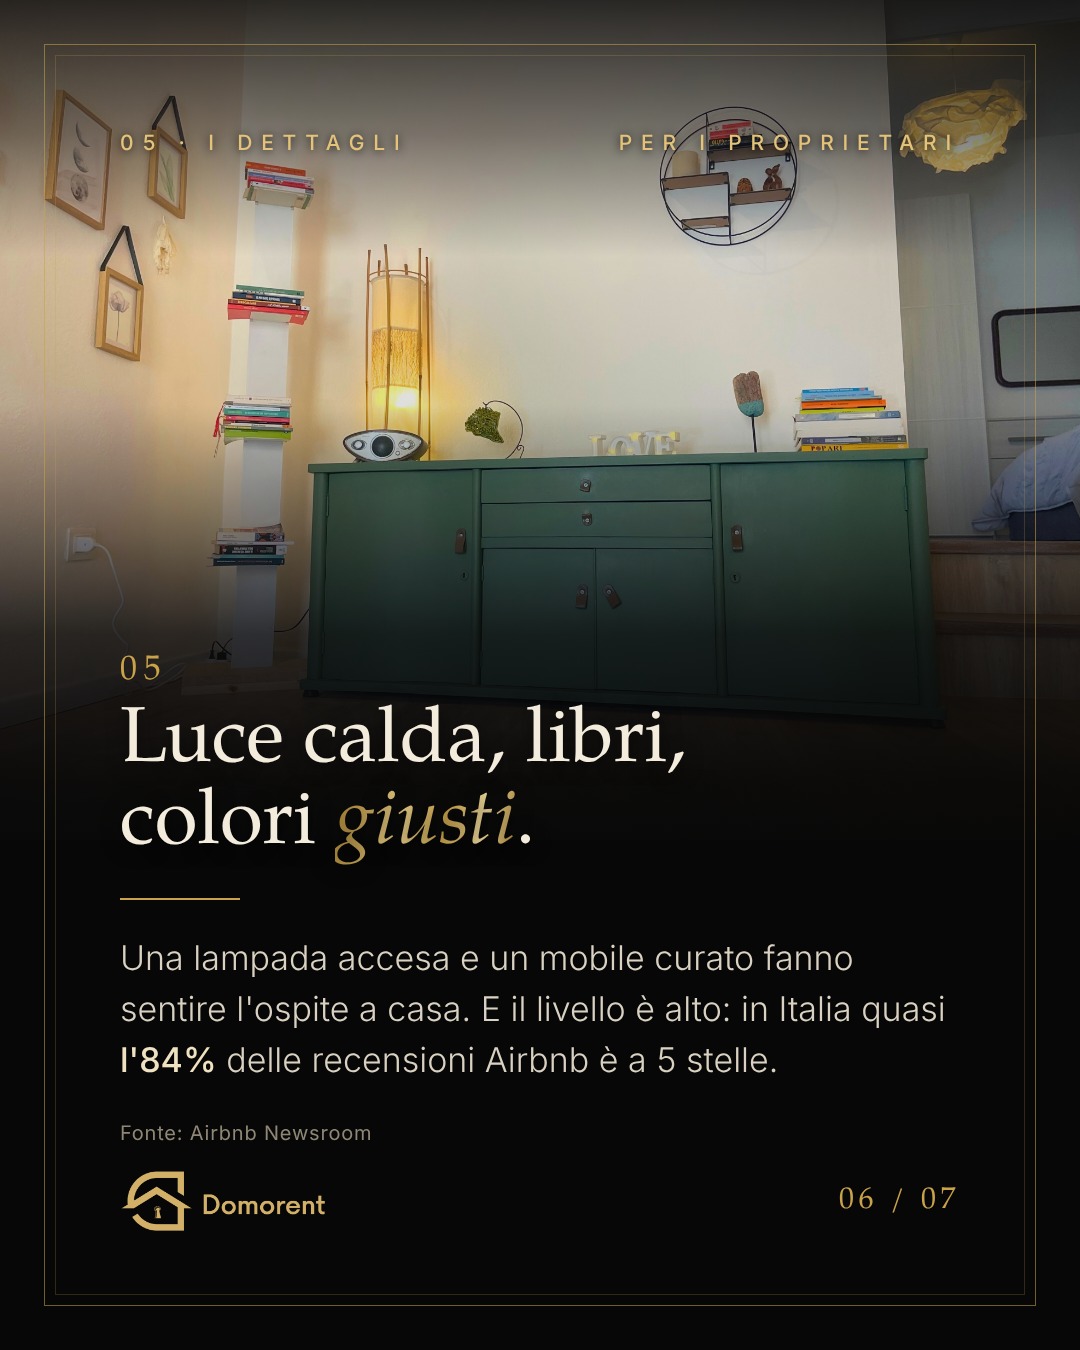 05 · I DETTAGLI
PER I PROPRIETARI
LOVE
05
Luce calda, libri,
colori giusti.
Una lampada accesa e un mobile curato fanno
sentire l'ospite a casa. E il livello è alto: in Italia quasi
l'84% delle recensioni Airbnb è a 5 stelle.
Fonte: Airbnb Newsroom
Domorent
06 / 07